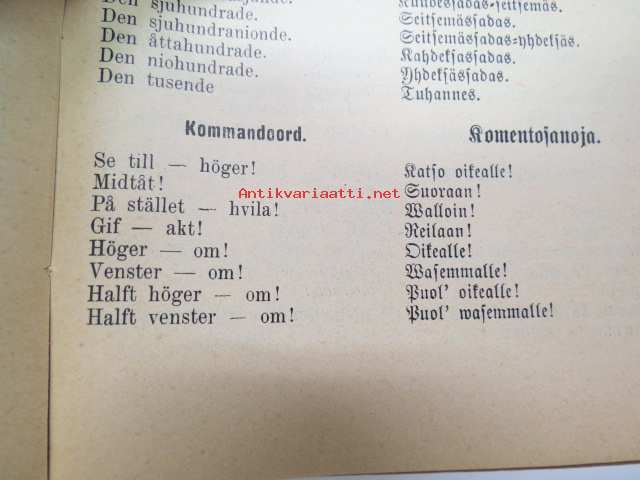 Den sjuhundrade.
Den sjuhundranionde.
Den åttahundrade.
Den niohundrade.
Den tusende
Kuudessadas-seitsemäs.
Seitsemässadas.
Seitsemässadas-yhdeksäs.
Kahdeksassadas.
Yhdeksässadas.
Tuhannes.
Kommandoord.
Se till — höger!
Midtåt!
På stället — hvila!
Gif — akt!
Höger — om!
Venster — om!
Halft höger — om!
Halft venster — om!
Komentosanoja.
Katso oikealle!
Suoraan!
Walloin!
Reilaan!
Oikealle!
Wasemmalle!
Puol' oikealle!
Puol' wasemmalle!
Antikvariaatti.net